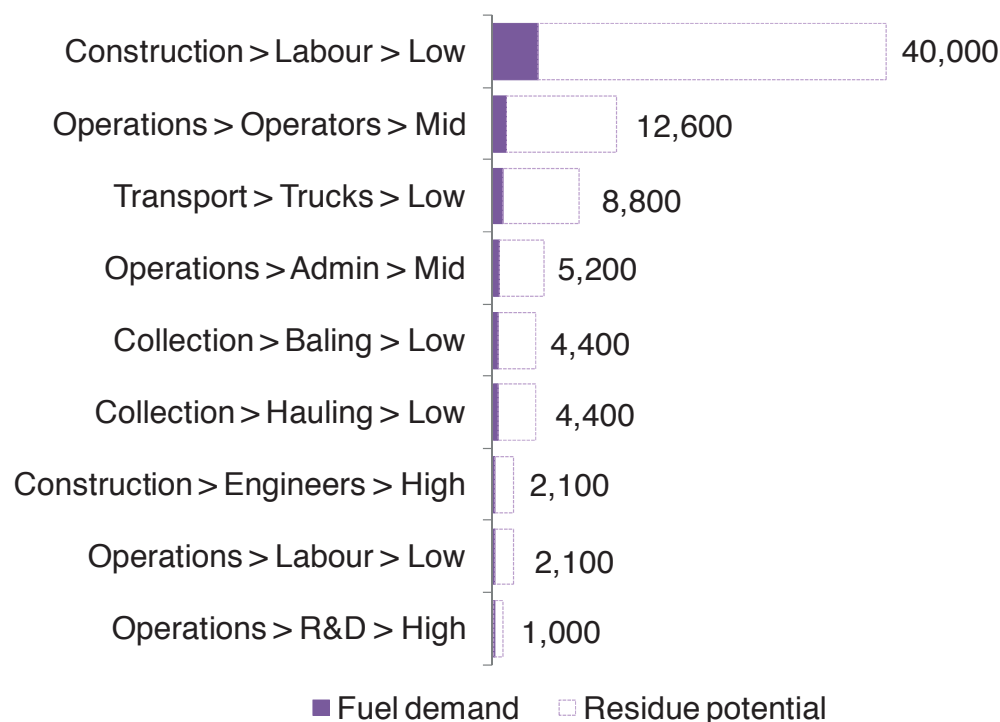 Construction > Labour > Low 40,000
Operations > Operators > Mid 12,600
Transport > Trucks > Low 8,800
Operations > Admin > Mid 5,200
Collection > Baling > Low 4,400
Collection > Hauling > Low 4,400
Construction > Engineers > High 2,100
Operations > Labour > Low 2,100
Operations > R&D > High 1,000
Fuel demand Residue potential